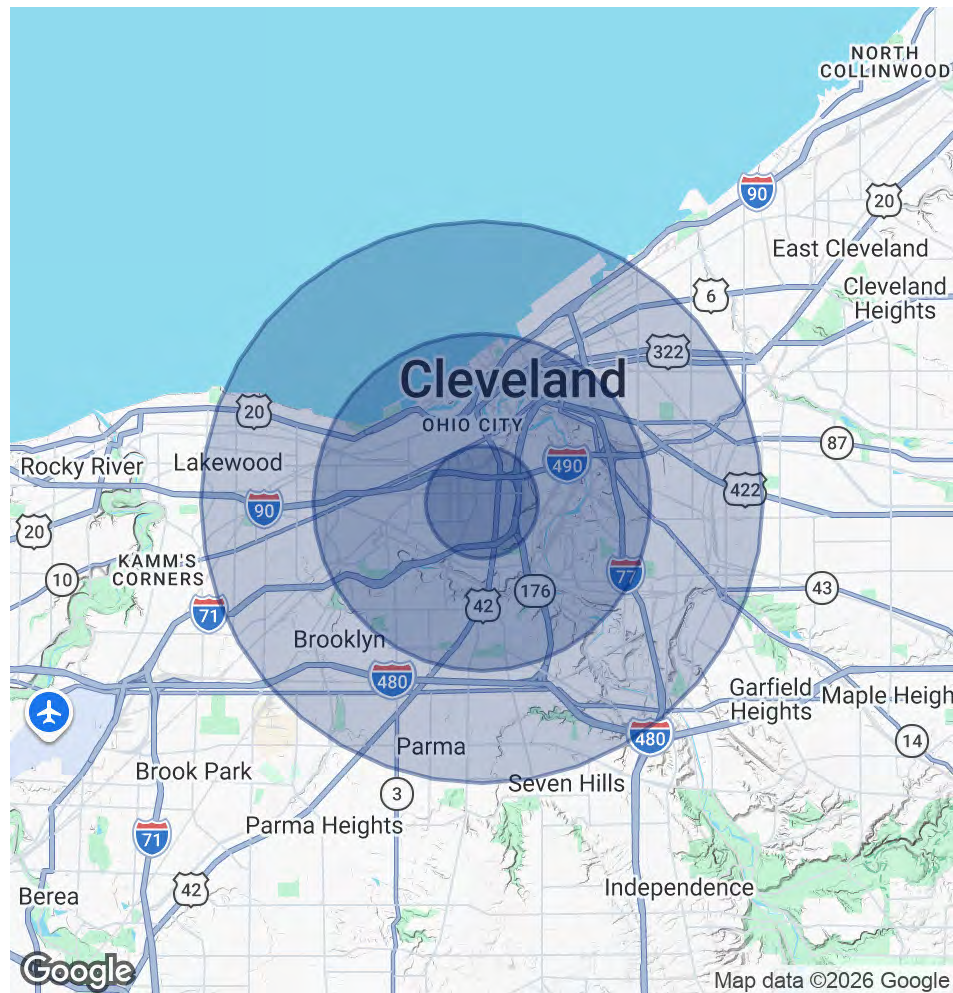 NORTH
COLLINWOOD
90
20
East Cleveland
Cleveland
Heights
6
322
Cleveland
20
OHIO CITY
87
Rocky River
Lakewood
490
422
90
20
KAMM'S
CORNERS
10
77
43
176
71
42
Brooklyn
480
Garfield
Heights
Maple Heigh
480
14
Parma
Brook Park
Seven Hills
3
Parma Heights
71
42
Berea
Independence
Google
Map data ©2026 Google